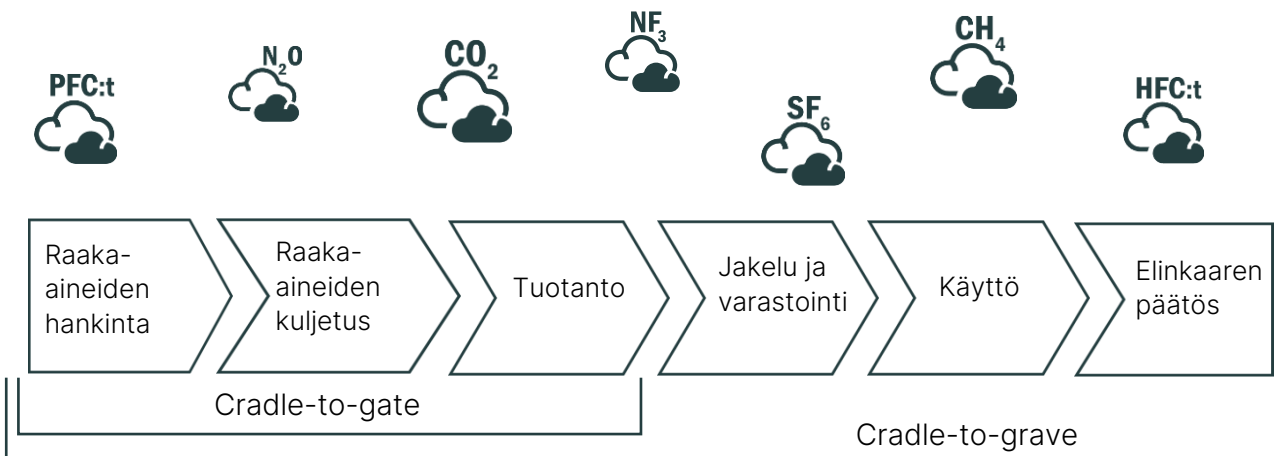 PFC:t
N₂O
CO₂
NF₃
SF₆
CH₄
HFC:t
Raaka-
aineiden
hankinta
Raaka-
aineiden
kuljetus
Tuotanto
Jakelu ja
varastointi
Käyttö
Elinkaaren
päätös
Cradle-to-gate
Cradle-to-grave